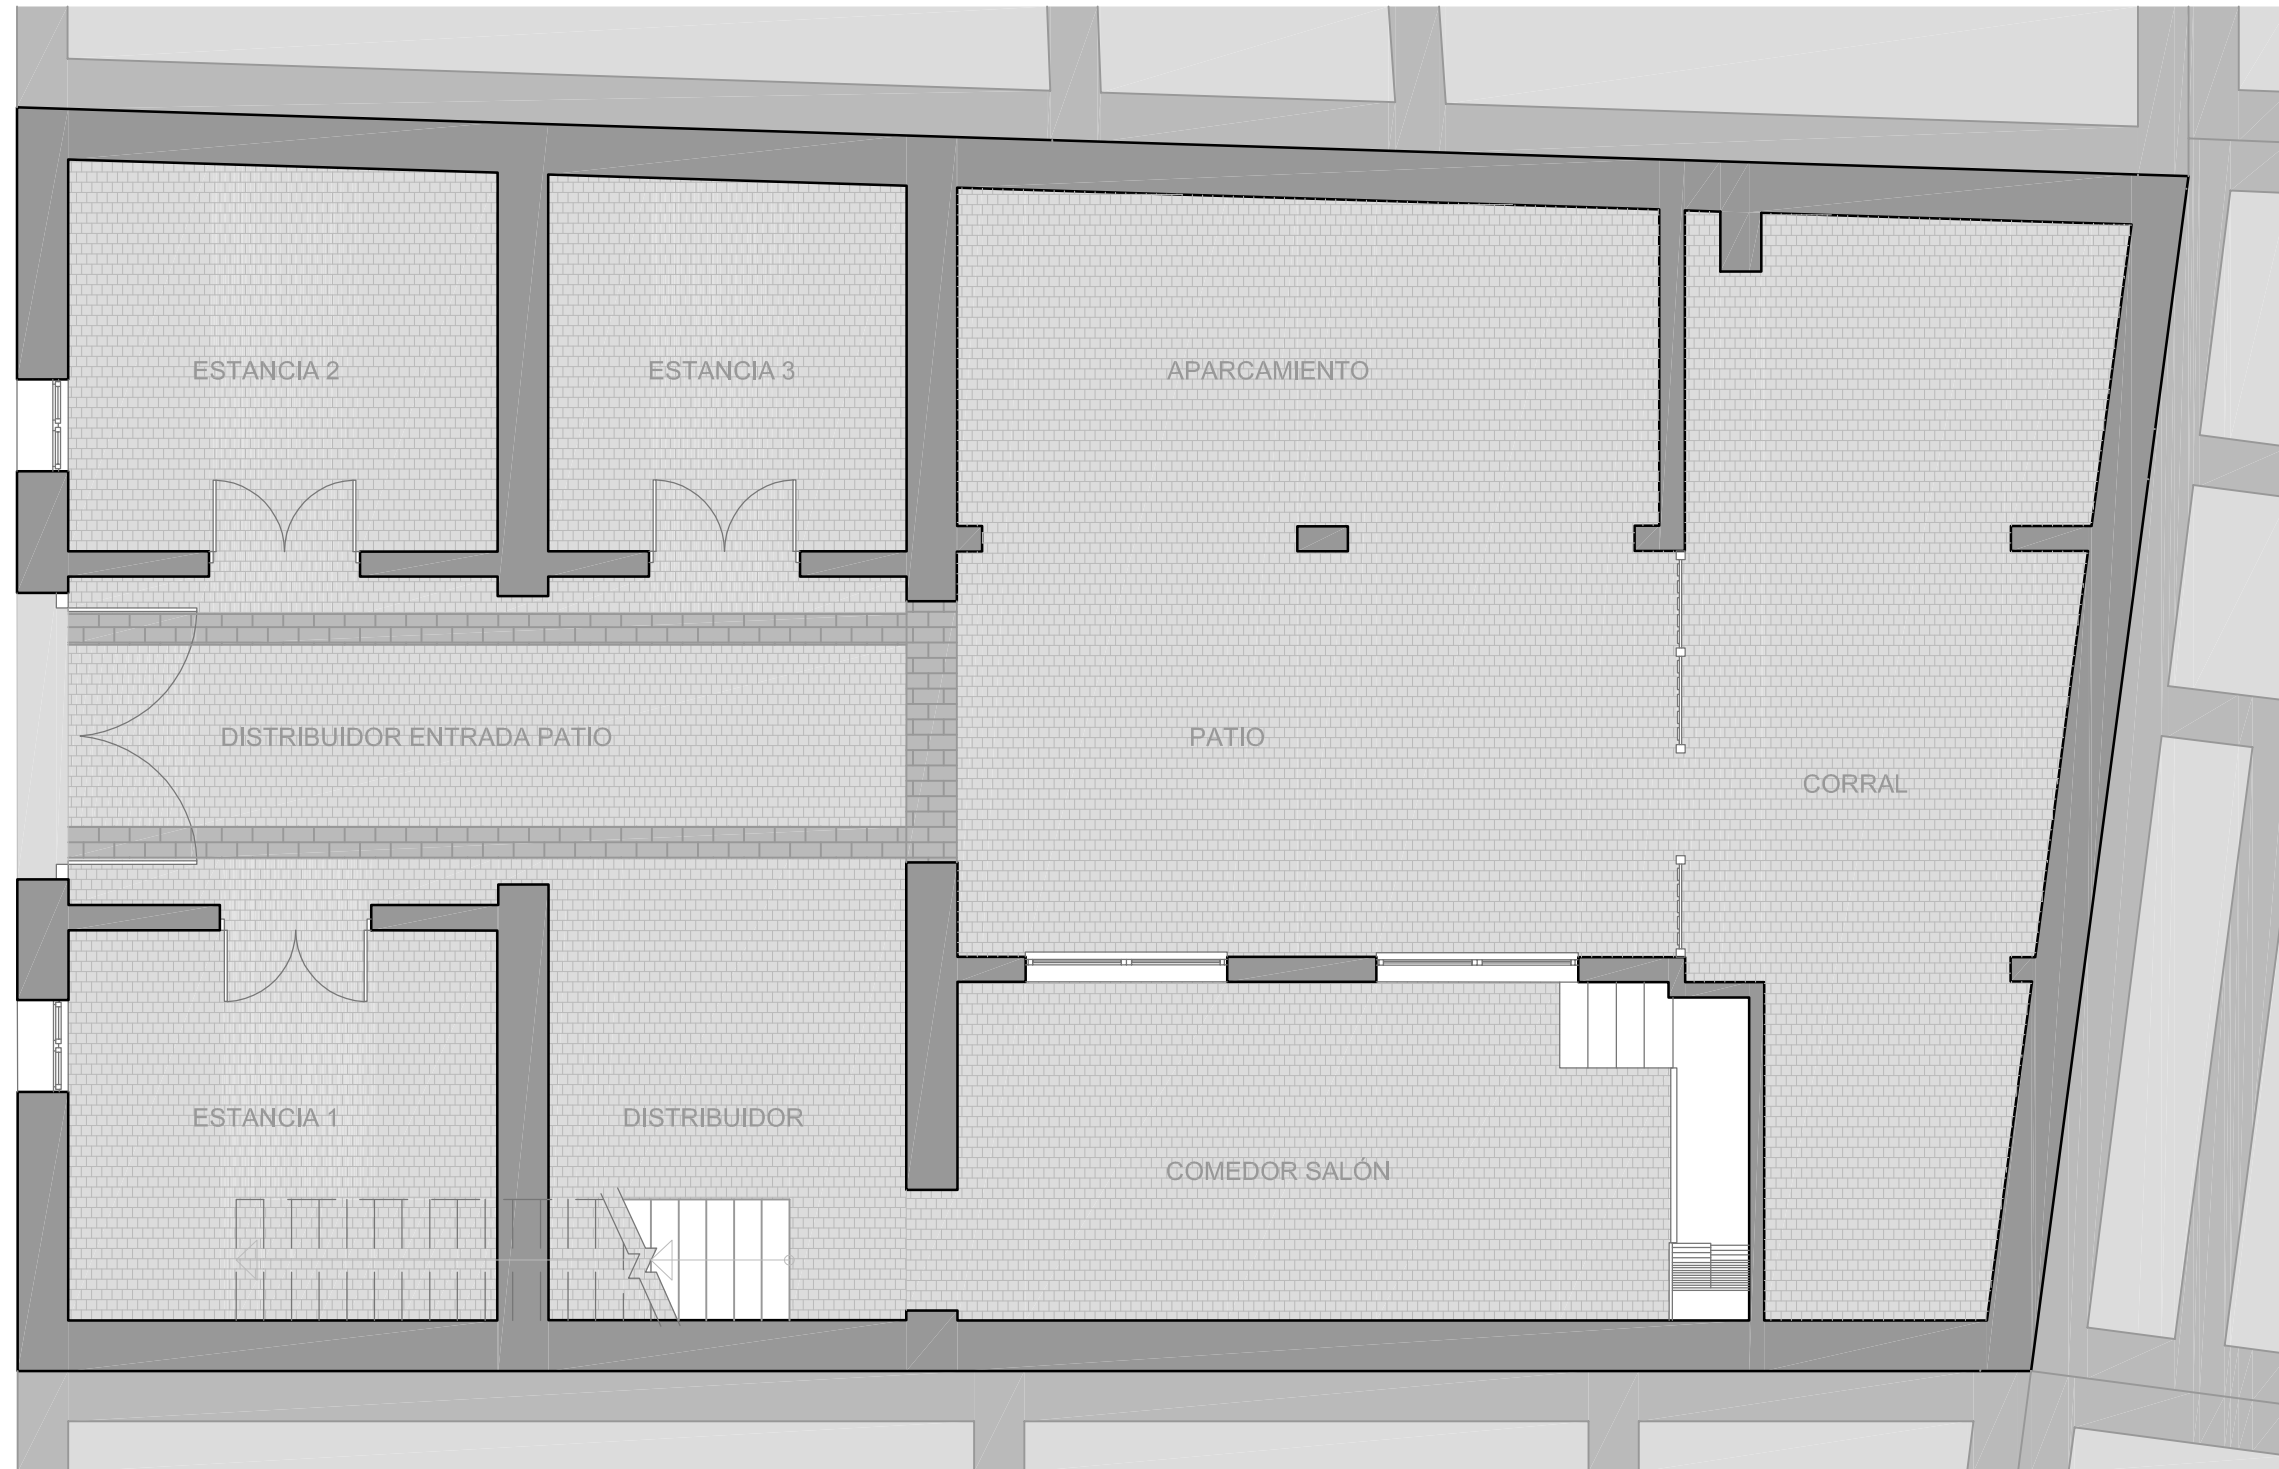 ESTANCIA 2
ESTANCIA 3
APARCAMIENTO
DISTRIBUIDOR ENTRADA PATIO
PATIO
CORRAL
ESTANCIA 1
DISTRIBUIDOR
COMEDOR SALÓN